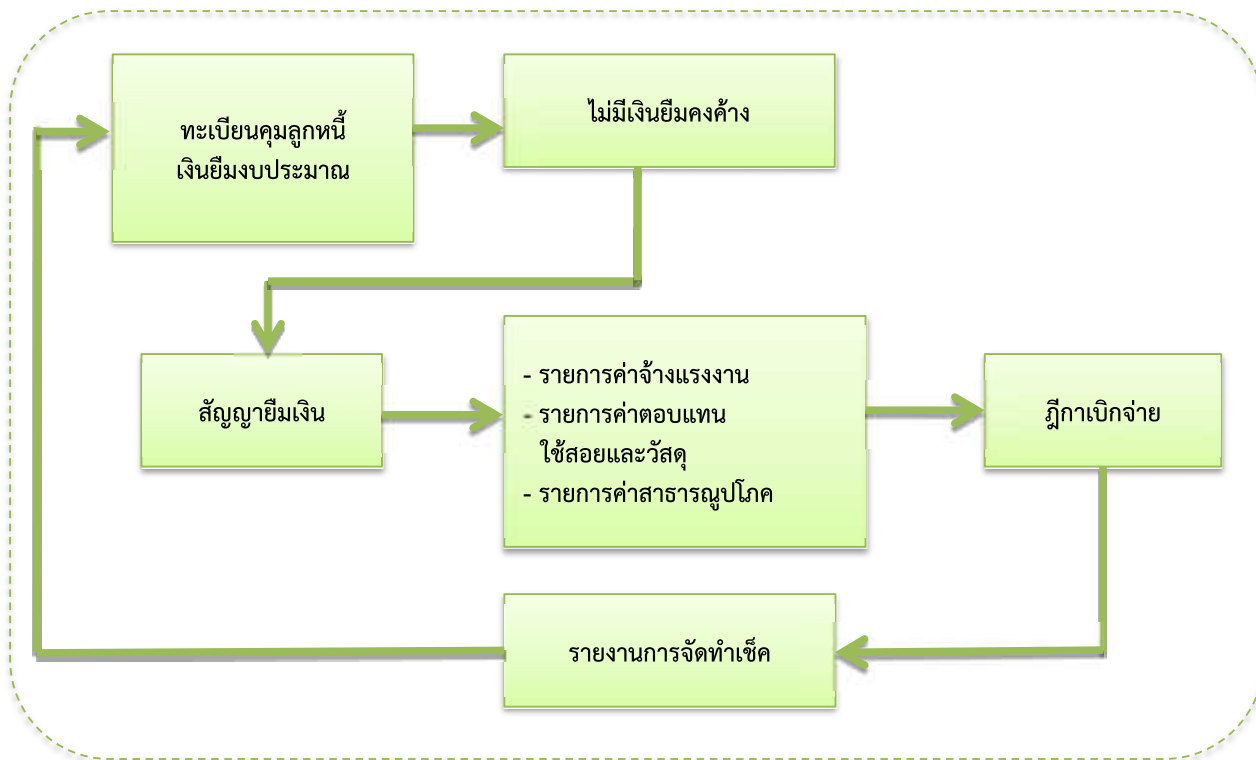 ทะเบียนคุมลูกหนี้
เงินยืมงบประมาณ
ไม่มีเงินยืมคงค้าง
สัญญายืมเงิน
- รายการค่าจ้างแรงงาน
- รายการค่าตอบแทน
ใช้สอยและวัสดุ
- รายการค่าสาธารณูปโภค
ฎีกาเบิกจ่าย
รายงานการจัดทำเช็ค